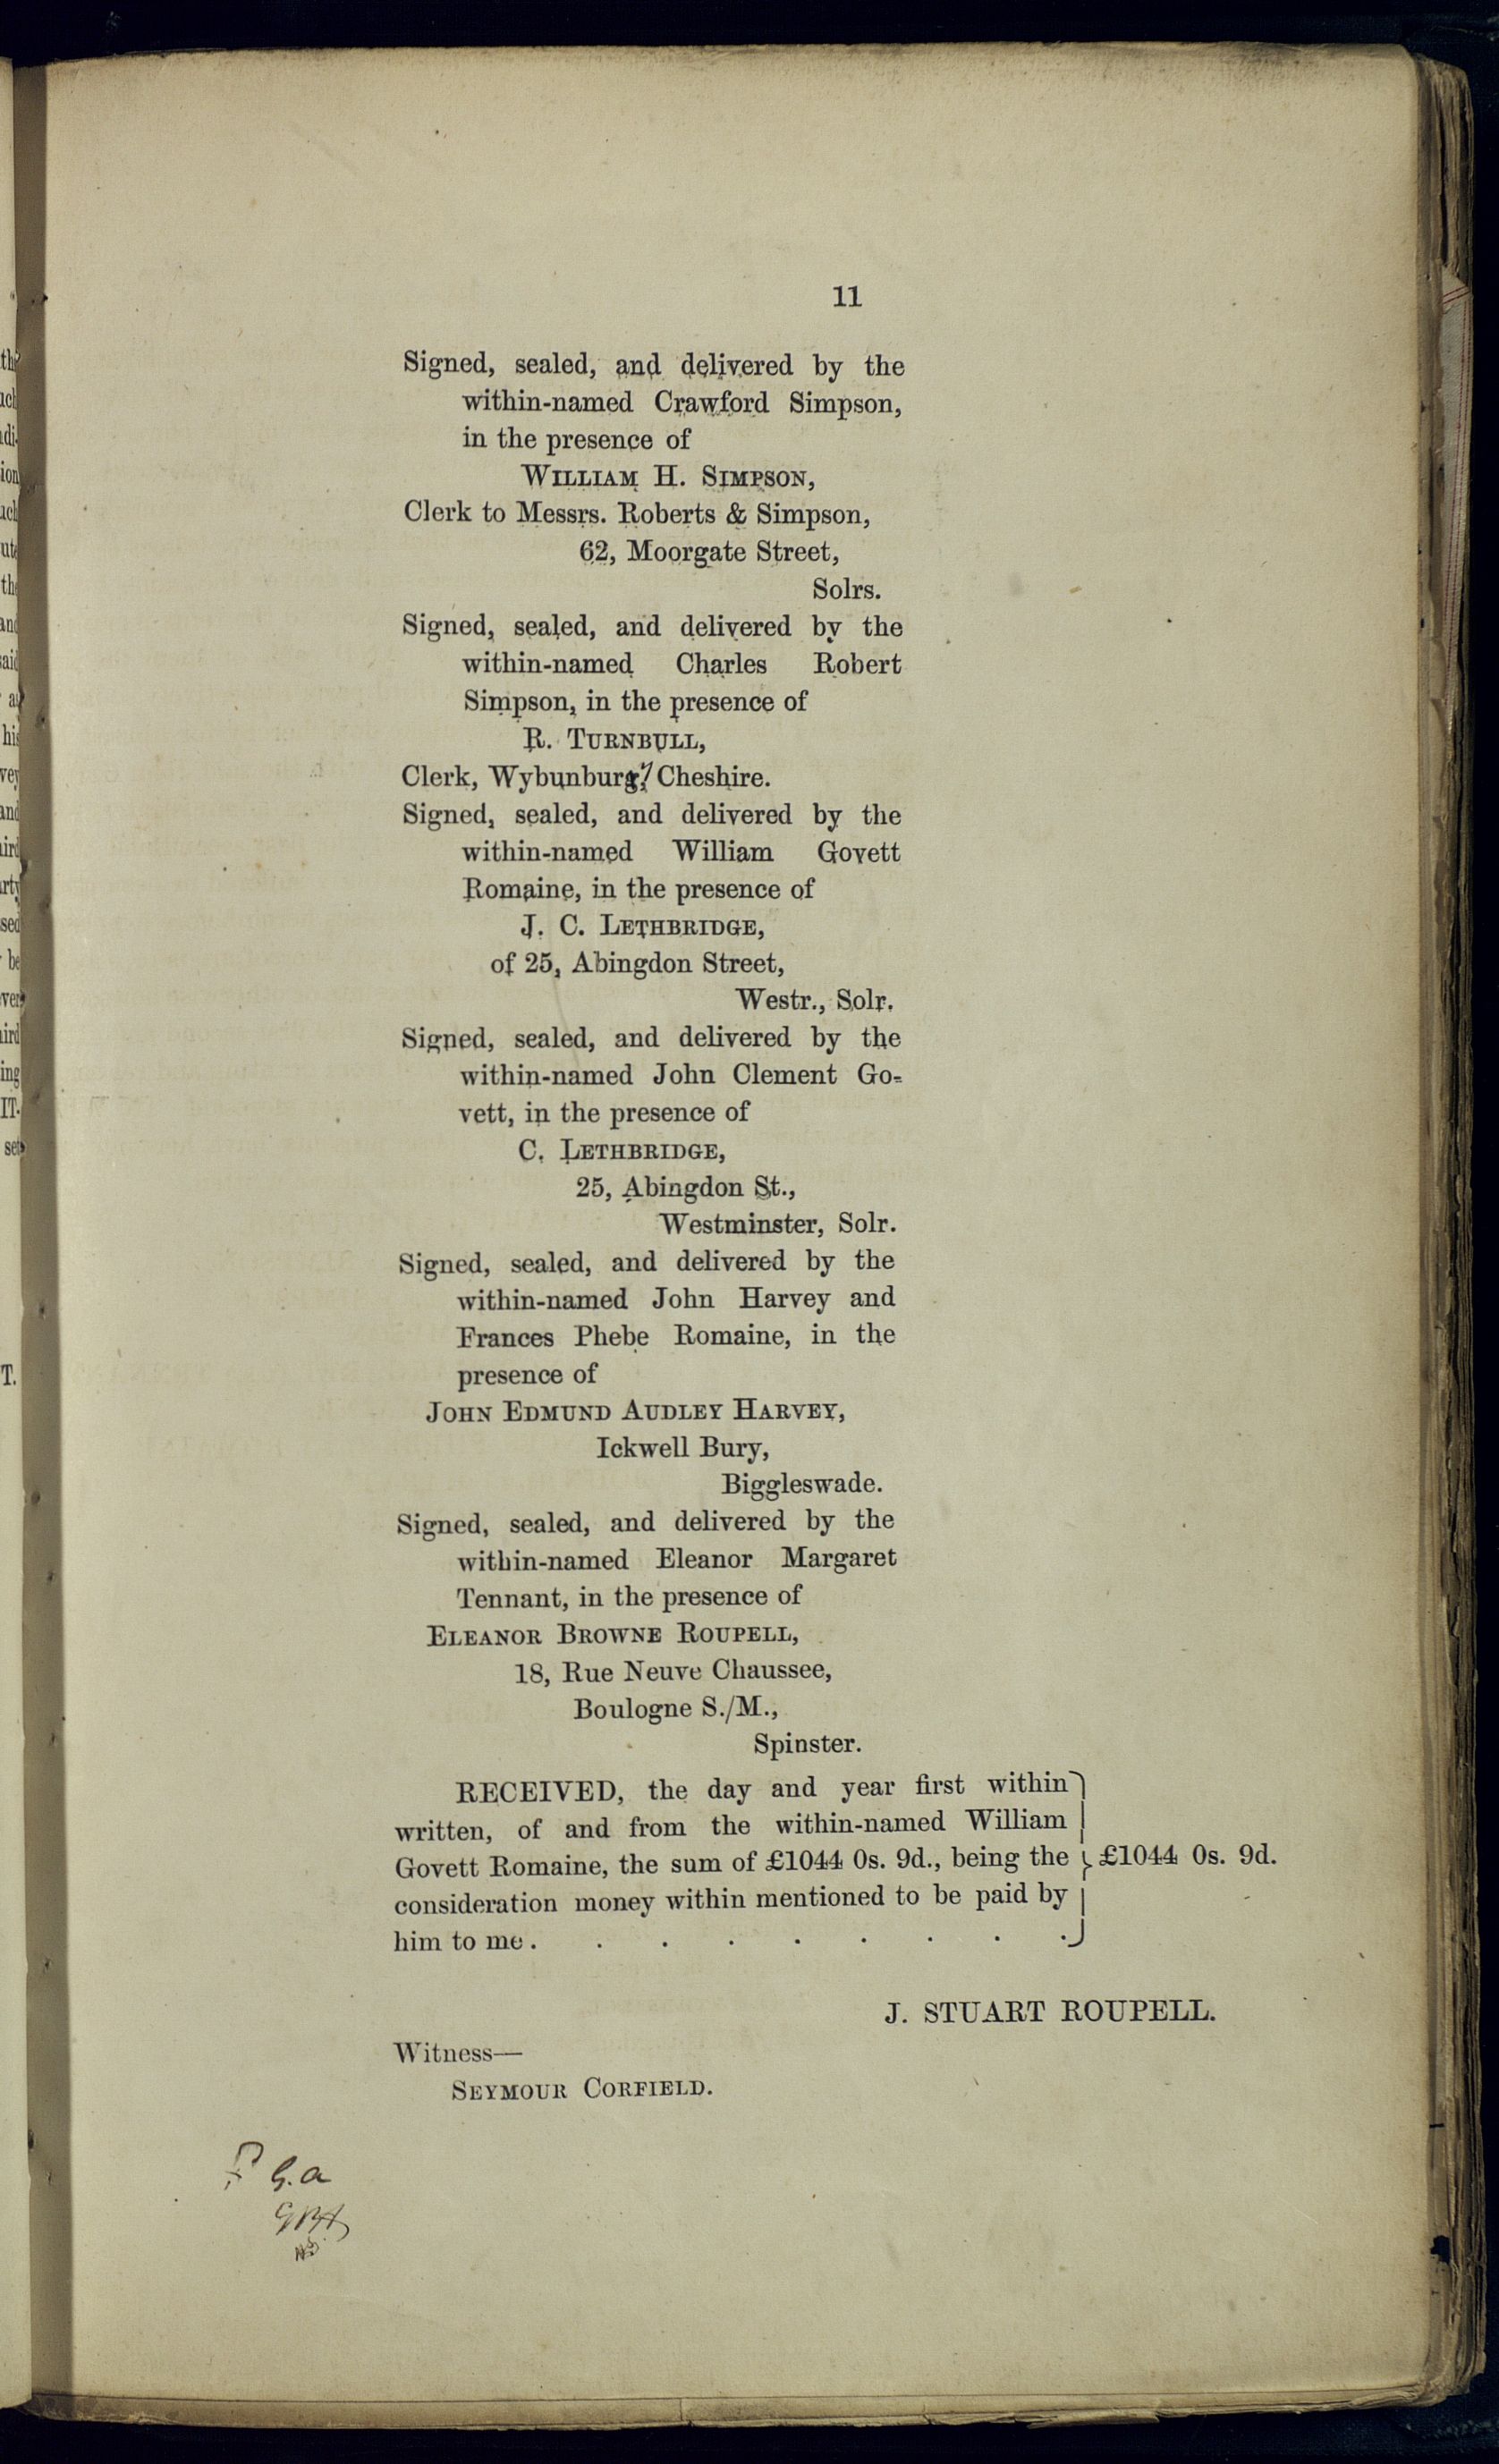 11
Signed, sealed, and delivered by the
within-named Crawford Simpson,
in the presence of
WILLIAM H. SIMPSON,
Clerk to Messrs. Roberts & Simpson,
62, Moorgate Street,
Solrs.
Signed, sealed, and delivered by the
within-named Charles Robert
Simpson, in the presence of
R. TURNBULL,
Clerk, Wybunbury, Cheshire.
Signed, sealed, and delivered by the
within-named William Govett
Romaine, in the presence of
J. C. LETHBRIDGE,
of 25, Abingdon Street,
Westr., Solr.
Signed, sealed, and delivered by the
within-named John Clement Go-
vett, in the presence of
C. LETHBRIDGE,
25, Abingdon St.,
Westminster, Solr.
Signed, sealed, and delivered by the
within-named John Harvey and
Frances Phebe Romaine, in the
presence of
JOHN EDMUND AUDLEY HARVEY,
Ickwell Bury,
Biggleswade.
Signed, sealed, and delivered by the
within-named Eleanor Margaret
Tennant, in the presence of
ELEANOR BROWNE ROUPELL,
18, Rue Neuve Chaussee,
Boulogne S./M.,
Spinster.
RECEIVED, the day and year first within
written, of and from the within-named William
Govett Romaine, the sum of £1044 0s. 9d., being the £1044 0s. 9d.
consideration money within mentioned to be paid by
him to me . . . . . . . . .
J. STUART ROUPELL.
Witness—
SEYMOUR CORFIELD.
G.a